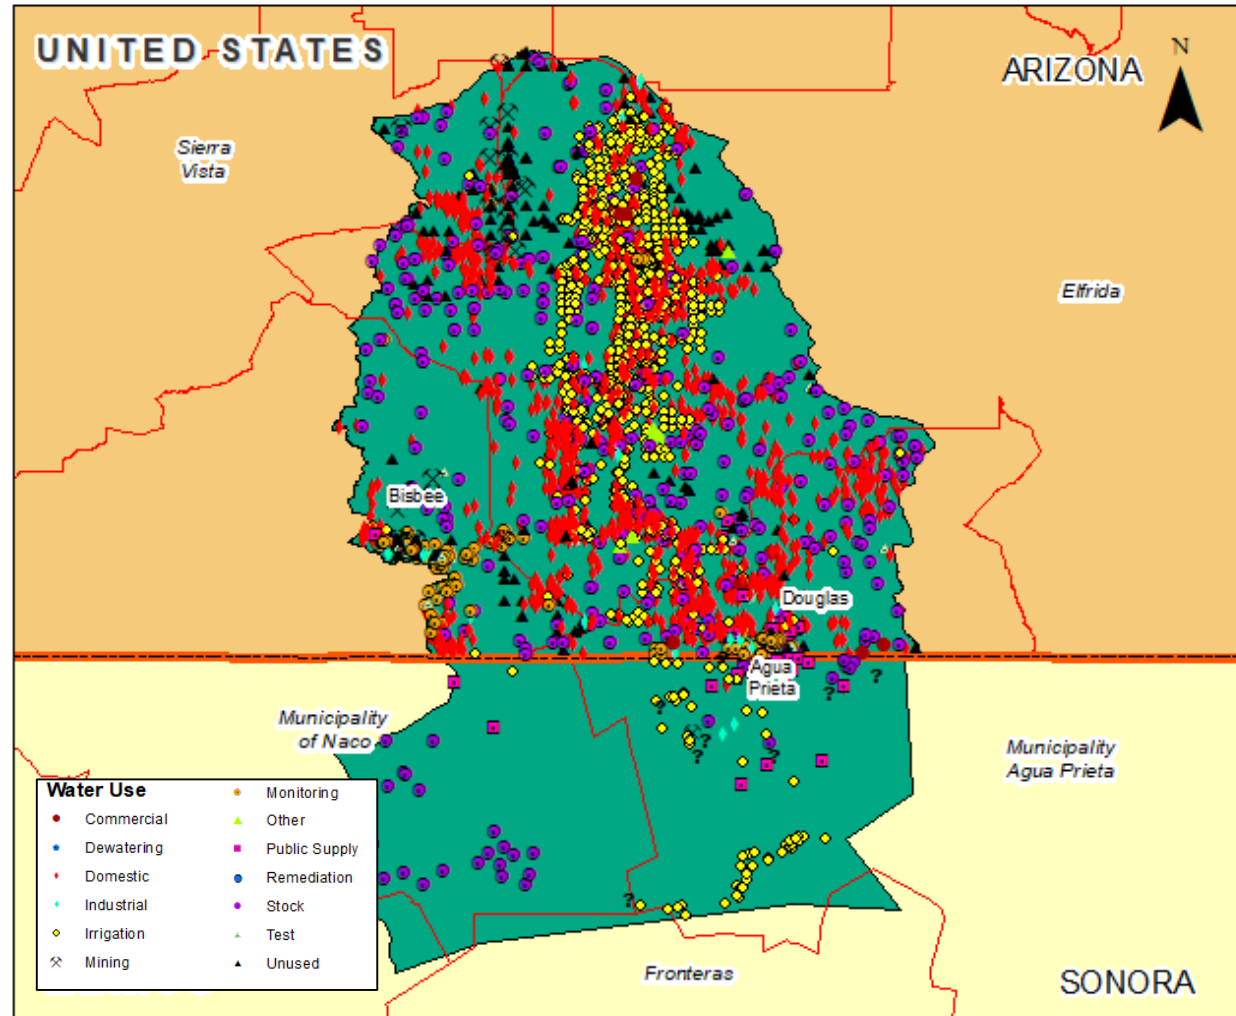 UNITED STATES
ARIZONA
N
Sierra
Vista
Elfrida
Bisbee
Douglas
Agua
Prieta
Municipality
of Naco
Municipality
Agua Prieta
Water Use
Commercial
Dewatering
Domestic
Industrial
Irrigation
Mining
Monitoring
Other
Public Supply
Remediation
Stock
Test
Unused
?
?
?
?
?
?
?
Fronteras
SONORA